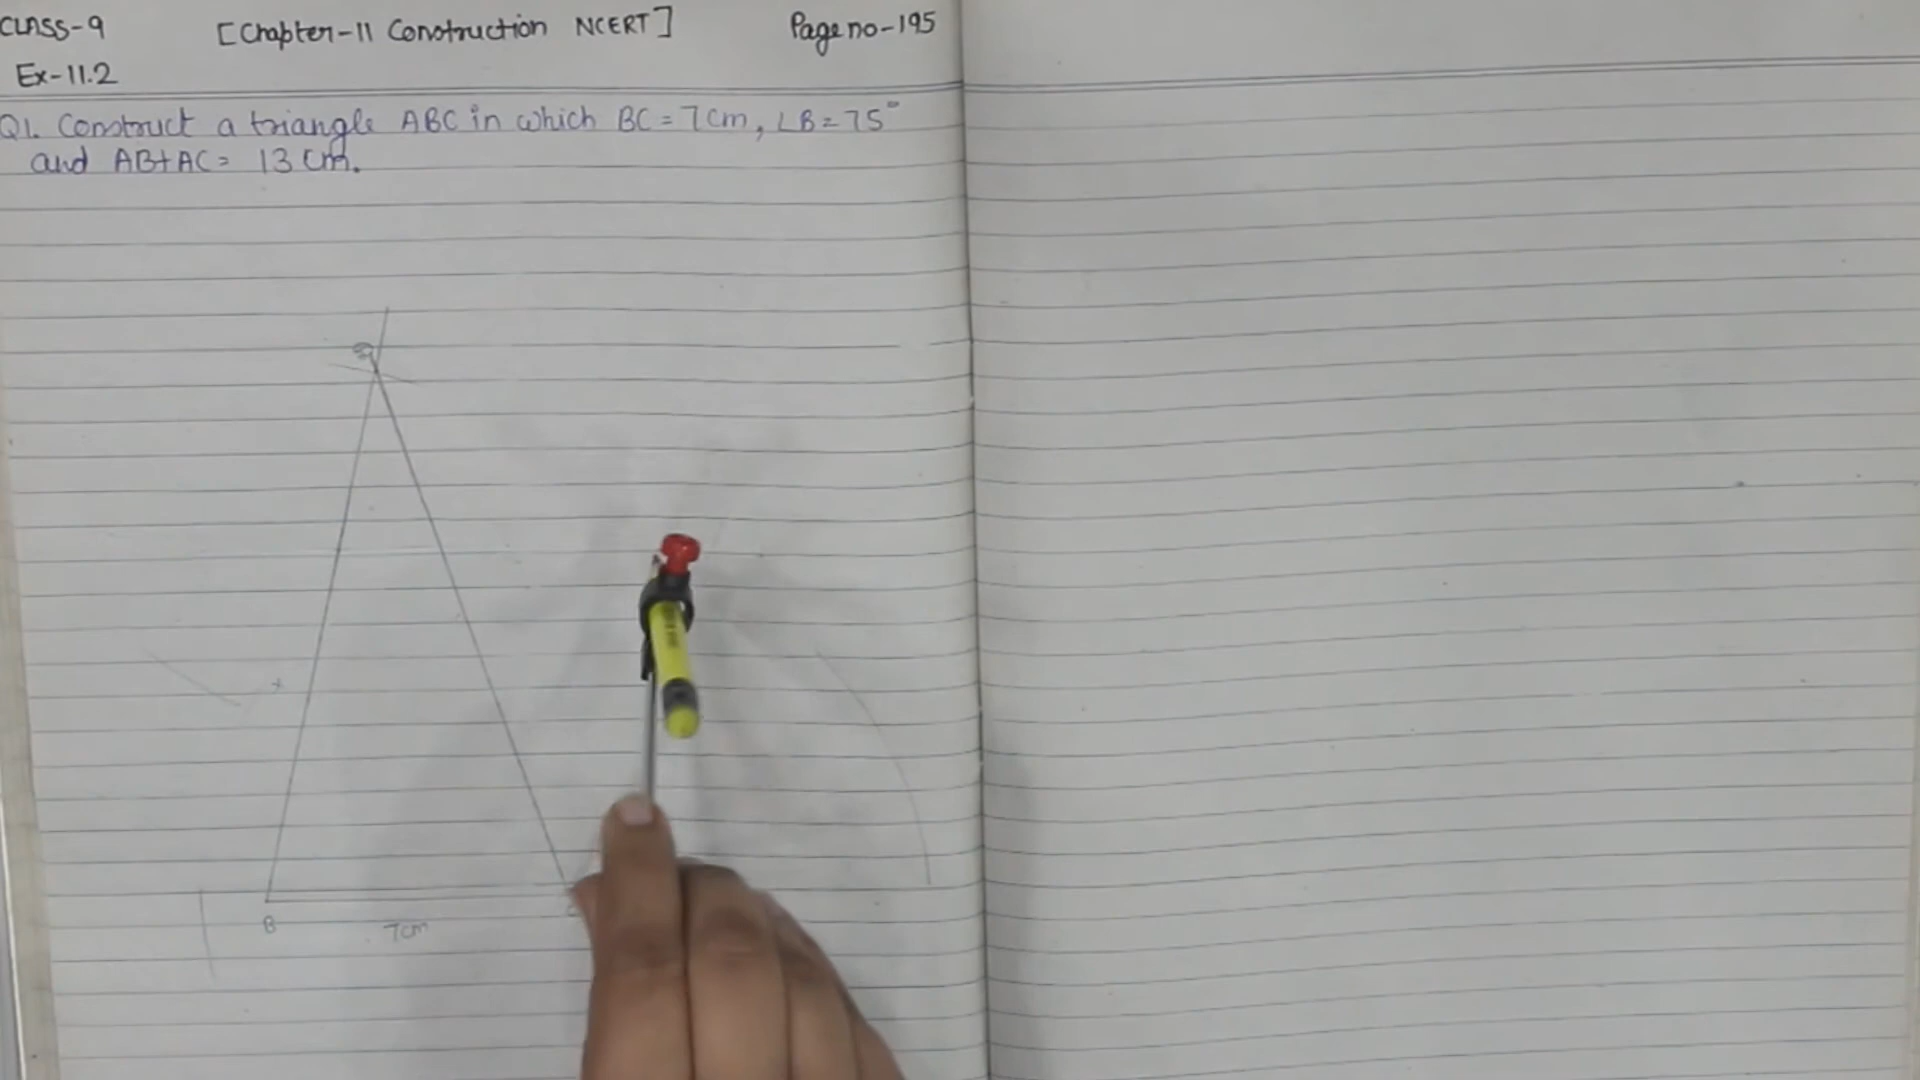 CLASS-9 [Chapter-11 Construction NCERT] Page no-195
Ex-11.2
Q1. Construct a triangle ABC in which BC = 7cm, ∠B = 75°
and AB+AC = 13 cm.
B 7cm